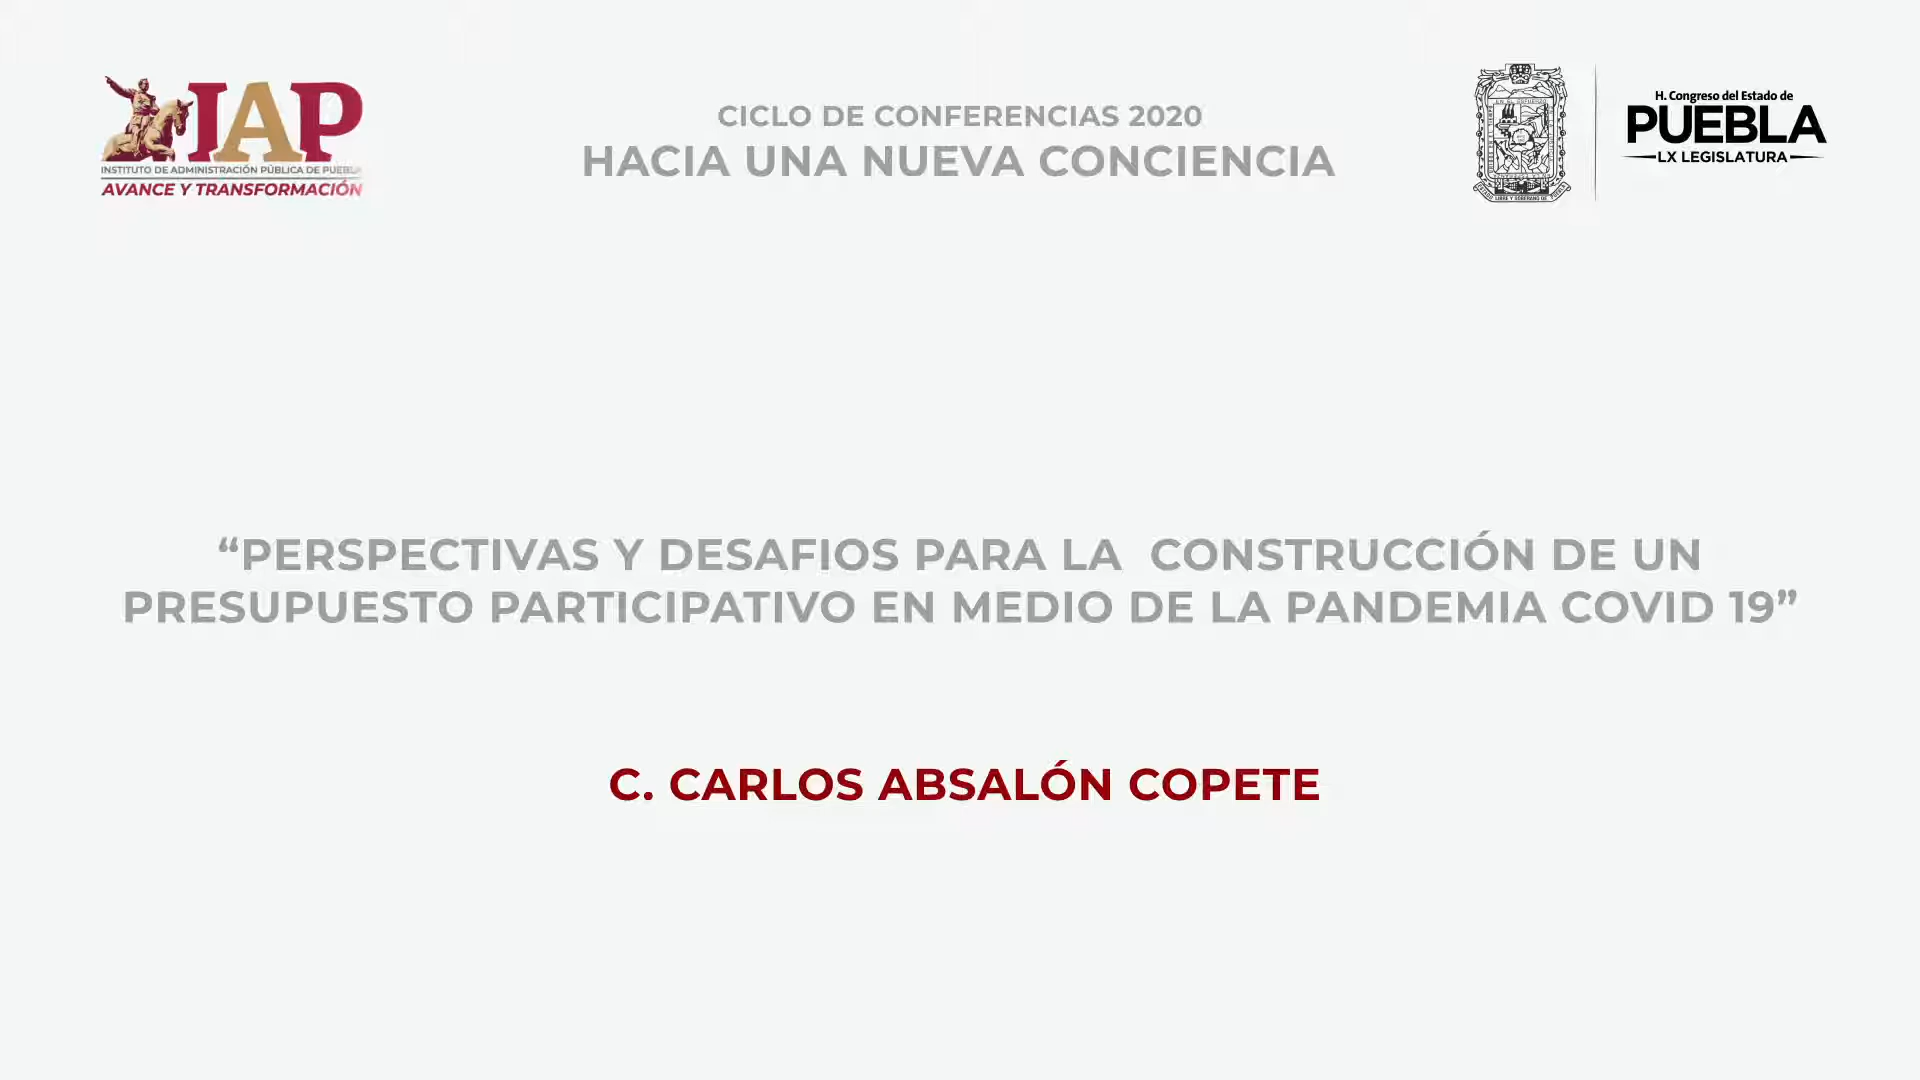 IAP
INSTITUTO DE ADMINISTRACIÓN PÚBLICA DE PUEBLA
AVANCE Y TRANSFORMACIÓN
CICLO DE CONFERENCIAS 2020
HACIA UNA NUEVA CONCIENCIA
H. Congreso del Estado de
PUEBLA
LX LEGISLATURA
“PERSPECTIVAS Y DESAFIOS PARA LA CONSTRUCCIÓN DE UN
PRESUPUESTO PARTICIPATIVO EN MEDIO DE LA PANDEMIA COVID 19”
C. CARLOS ABSALÓN COPETE